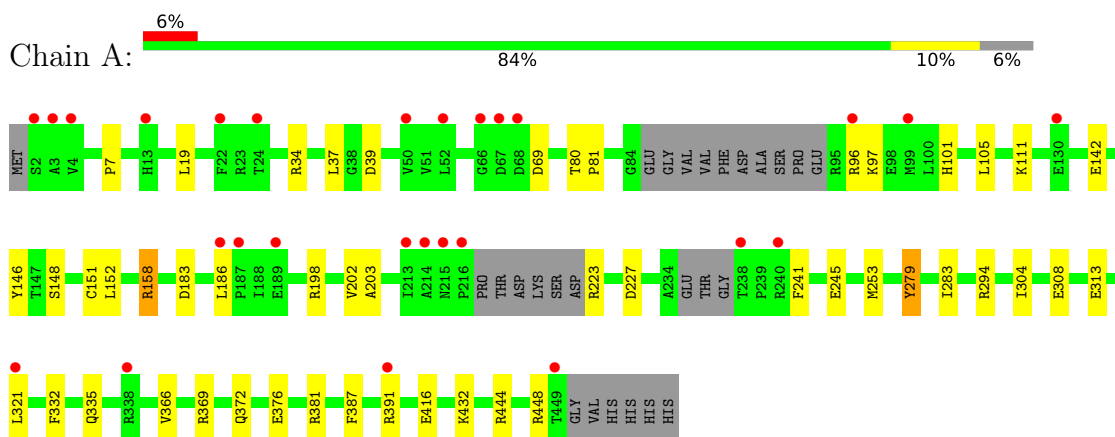 6%
Chain A:
84% 10% 6%
MET S2 A3 V4 P7 H13 L19 F22 R23 T24 R34 L37 G38 D39 V50 V51 L52 G66 D67 D68 D69 T80 P81 G84 GLU GLY VAL VAL PHE ASP ALA SER PRO GLU R95 R96 K97 E98 M99 L100 H101 L105 K111 E130 E142
Y146 T147 S148 C151 L152 R158 D183 L186 P187 I188 E189 R198 V202 A203 I213 A214 N215 P216 PRO THR ASP LYS SER ASP R223 D227 A234 GLU THR GLY T238 P239 R240 F241 E245 M253 Y279 I283 R294 I304 E308 E313
L321 F332 Q335 R338 V366 R369 Q372 E376 R381 F387 R391 E416 K432 R444 R448 T449 GLY VAL HIS HIS HIS HIS